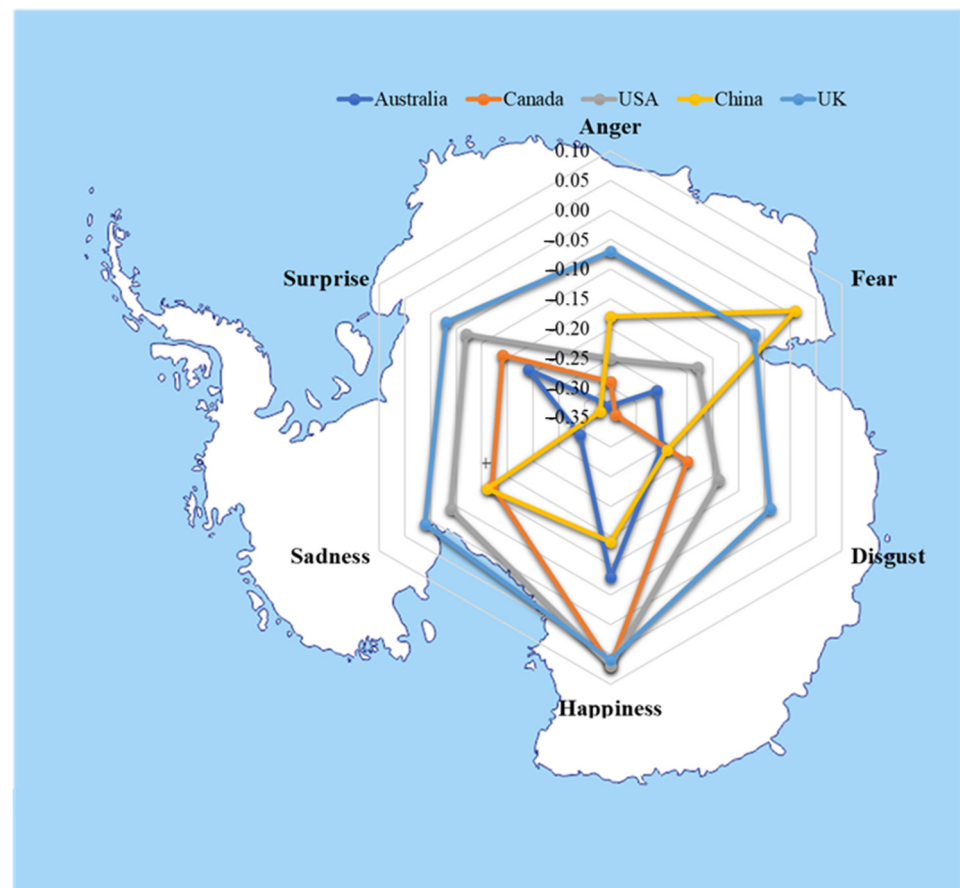 Australia Canada USA China UK
Anger
0.10
0.05
0.00
−0.05
−0.10
−0.15
−0.20
−0.25
−0.30
−0.35
Surprise
Fear
Sadness
Disgust
Happiness